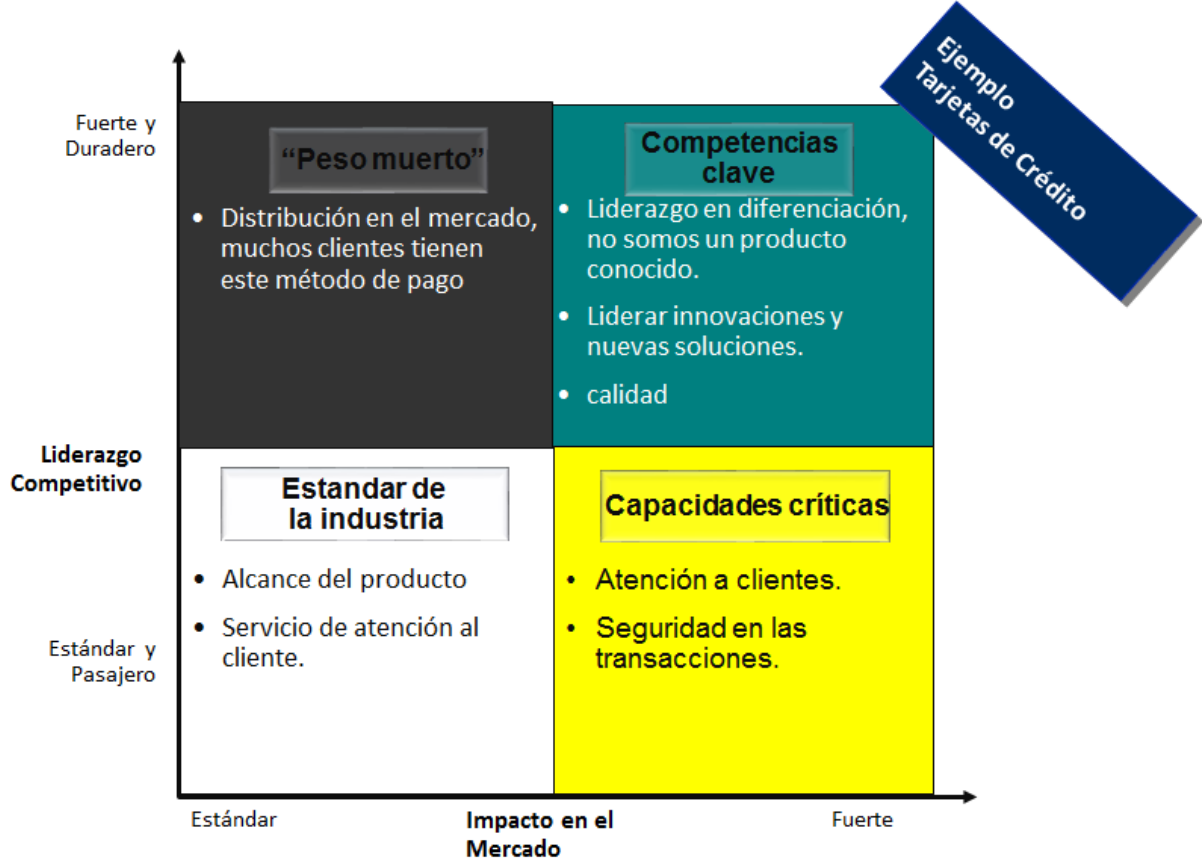 Ejemplo
Tarjetas de Crédito
Fuerte y
Duradero
“Peso muerto”
• Distribución en el mercado,
muchos clientes tienen
este método de pago
Competencias
clave
• Liderazgo en diferenciación,
no somos un producto
conocido.
• Liderar innovaciones y
nuevas soluciones.
• calidad
Liderazgo
Competitivo
Estandar de
la industria
• Alcance del producto
• Servicio de atención al
cliente.
Capacidades críticas
• Atención a clientes.
• Seguridad en las
transacciones.
Estándar y
Pasajero
Estándar
Impacto en el
Mercado
Fuerte